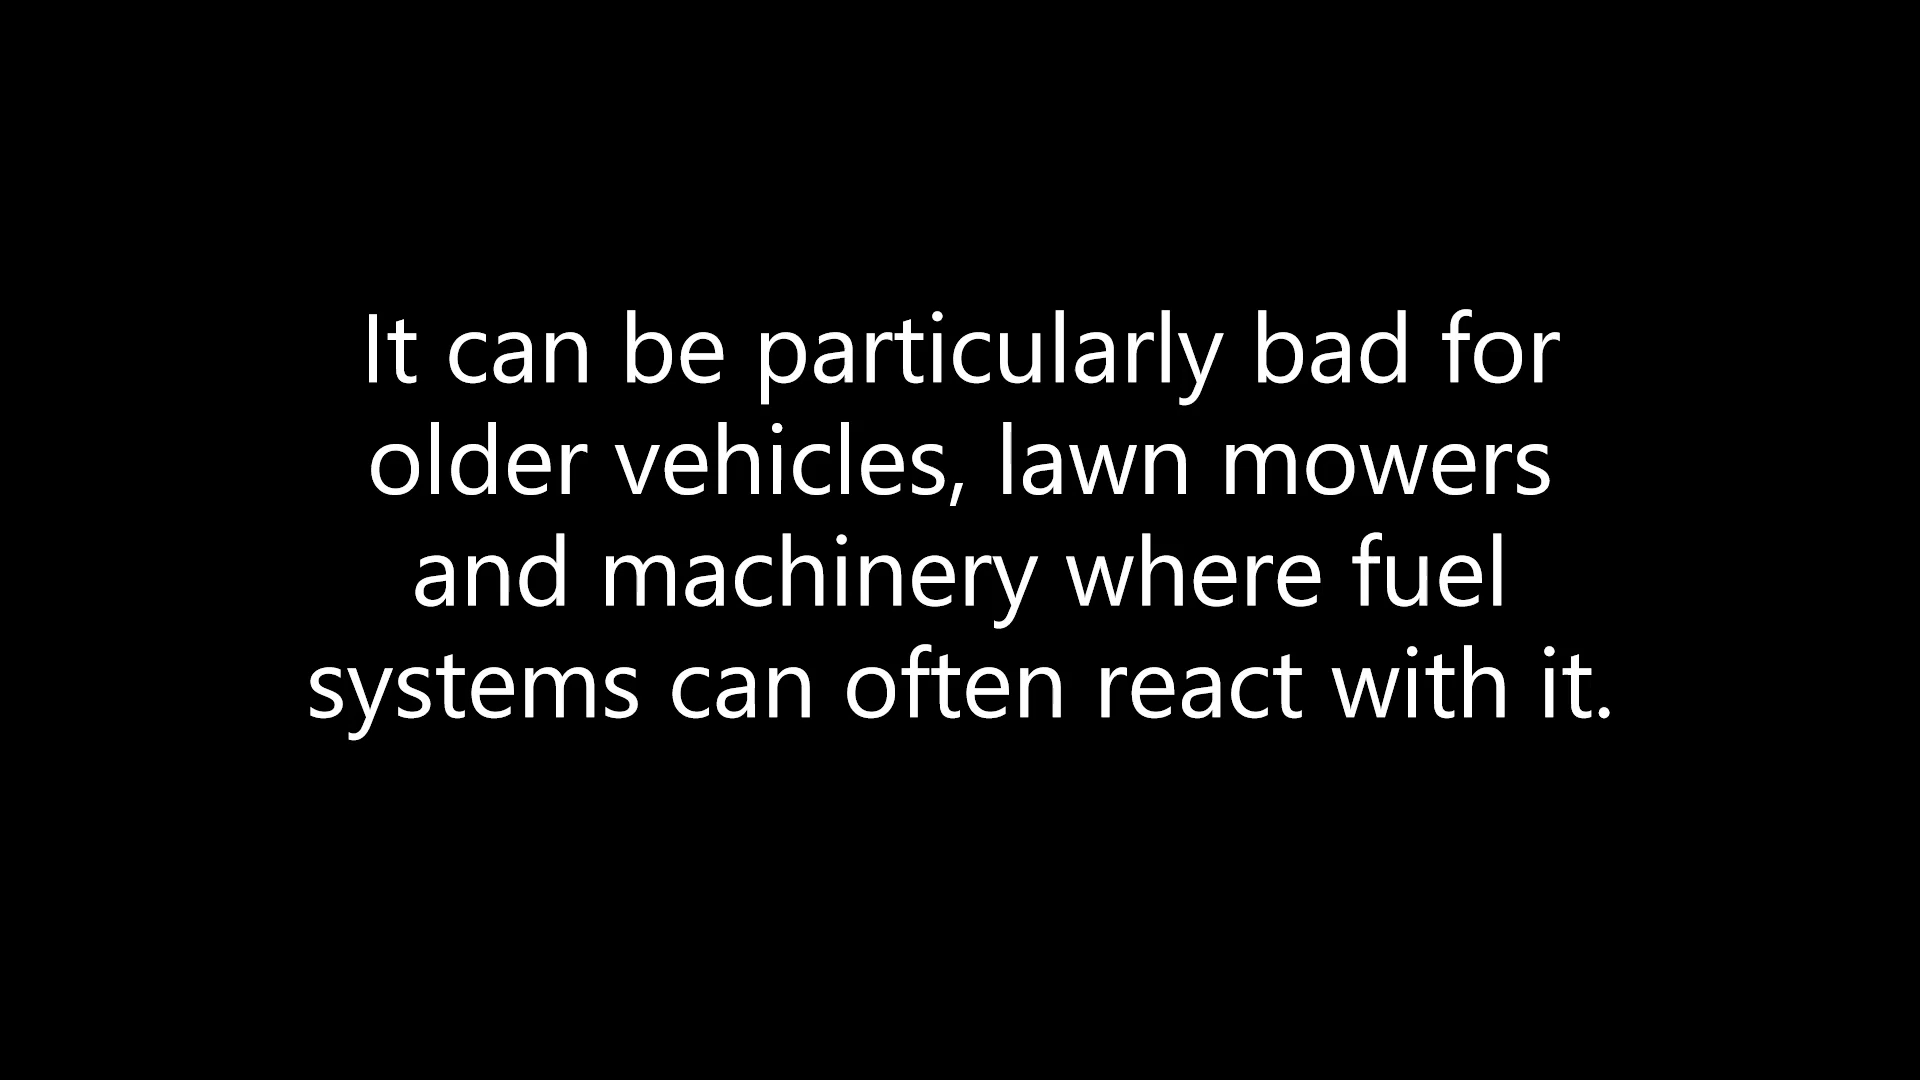 It can be particularly bad for
older vehicles, lawn mowers
and machinery where fuel
systems can often react with it.